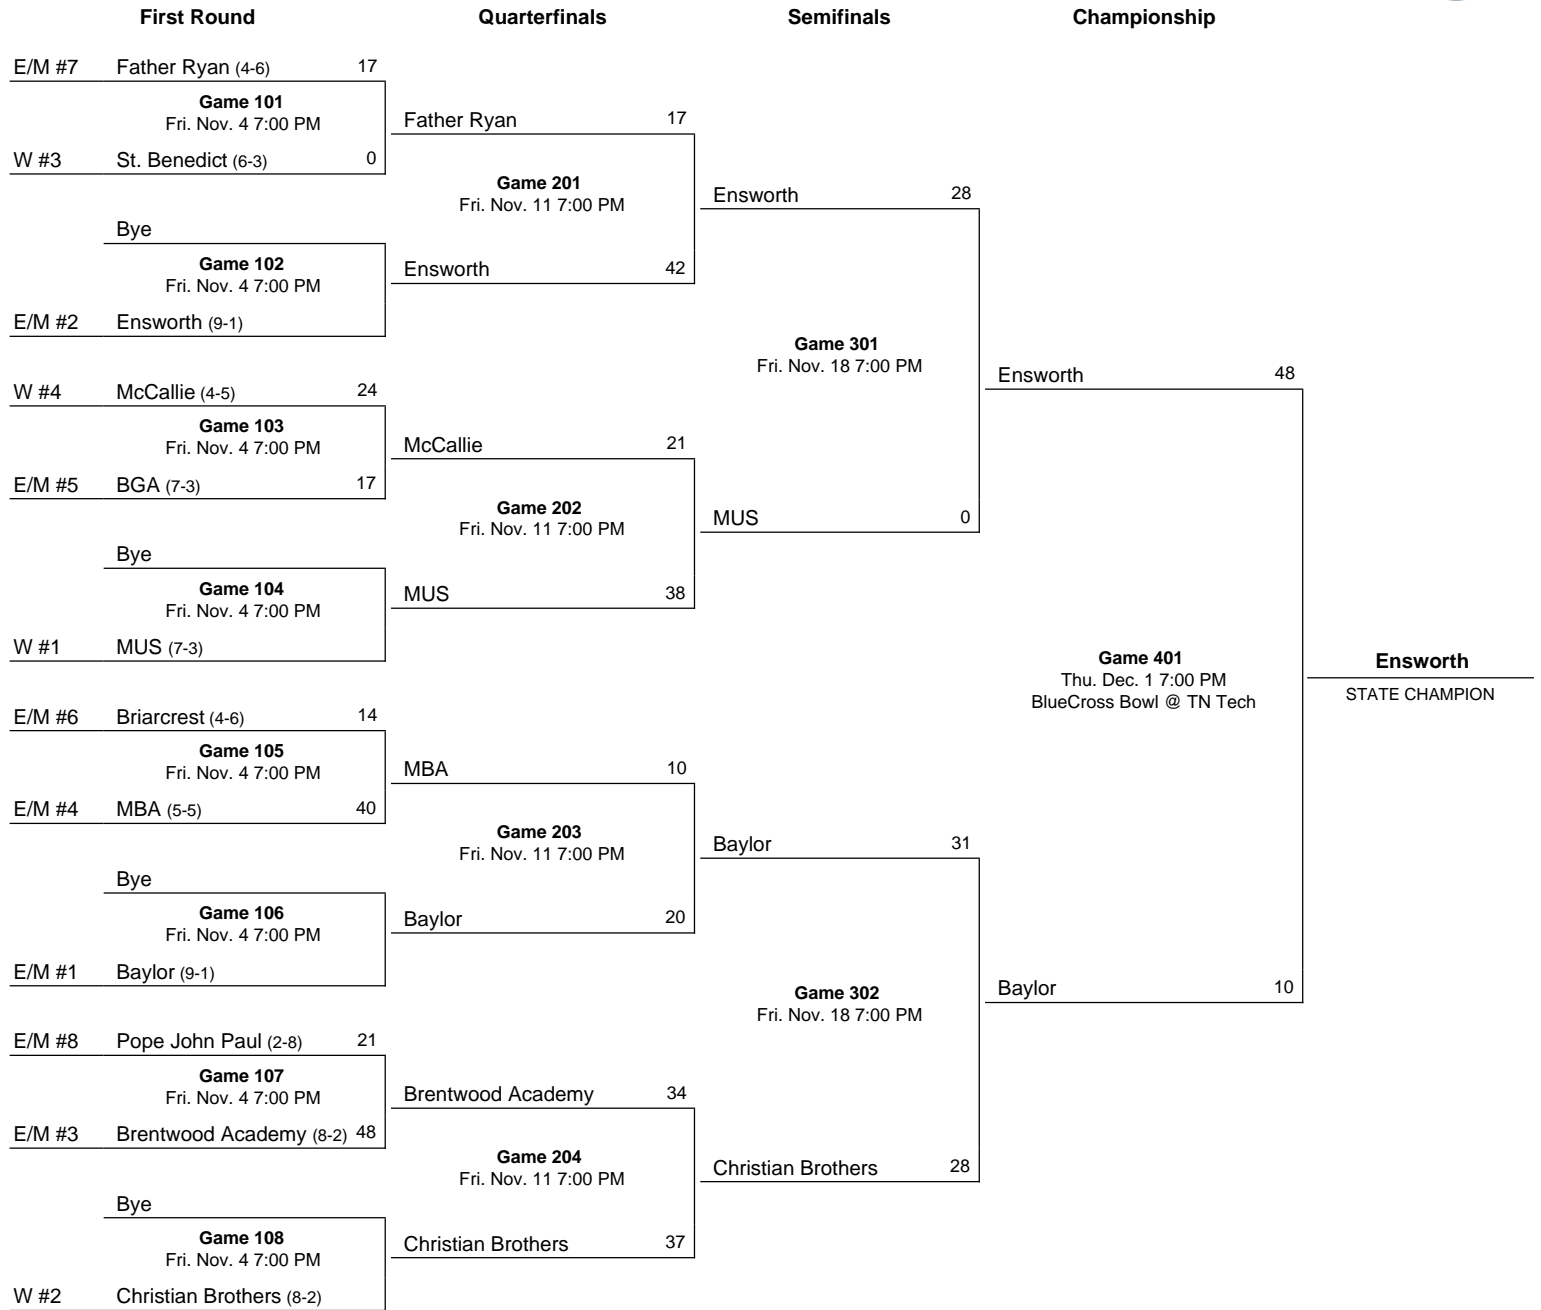 First Round Quarterfinals Semifinals Championship
E/M #7 Father Ryan (4-6) 17
Game 101
Fri. Nov. 4 7:00 PM
Father Ryan 17
W #3 St. Benedict (6-3) 0
Game 201
Fri. Nov. 11 7:00 PM
Ensworth 28
Bye
Game 102
Fri. Nov. 4 7:00 PM
Ensworth 42
E/M #2 Ensworth (9-1)
Game 301
Fri. Nov. 18 7:00 PM
Ensworth 48
W #4 McCallie (4-5) 24
Game 103
Fri. Nov. 4 7:00 PM
McCallie 21
E/M #5 BGA (7-3) 17
Game 202
Fri. Nov. 11 7:00 PM
MUS 0
Bye
Game 104
Fri. Nov. 4 7:00 PM
MUS 38
W #1 MUS (7-3)
Game 401
Thu. Dec. 1 7:00 PM
BlueCross Bowl @ TN Tech
Ensworth
STATE CHAMPION
E/M #6 Briarcrest (4-6) 14
Game 105
Fri. Nov. 4 7:00 PM
MBA 10
E/M #4 MBA (5-5) 40
Game 203
Fri. Nov. 11 7:00 PM
Baylor 31
Bye
Game 106
Fri. Nov. 4 7:00 PM
Baylor 20
E/M #1 Baylor (9-1)
Game 302
Fri. Nov. 18 7:00 PM
Baylor 10
E/M #8 Pope John Paul (2-8) 21
Game 107
Fri. Nov. 4 7:00 PM
Brentwood Academy 34
E/M #3 Brentwood Academy (8-2) 48
Game 204
Fri. Nov. 11 7:00 PM
Christian Brothers 28
Bye
Game 108
Fri. Nov. 4 7:00 PM
Christian Brothers 37
W #2 Christian Brothers (8-2)